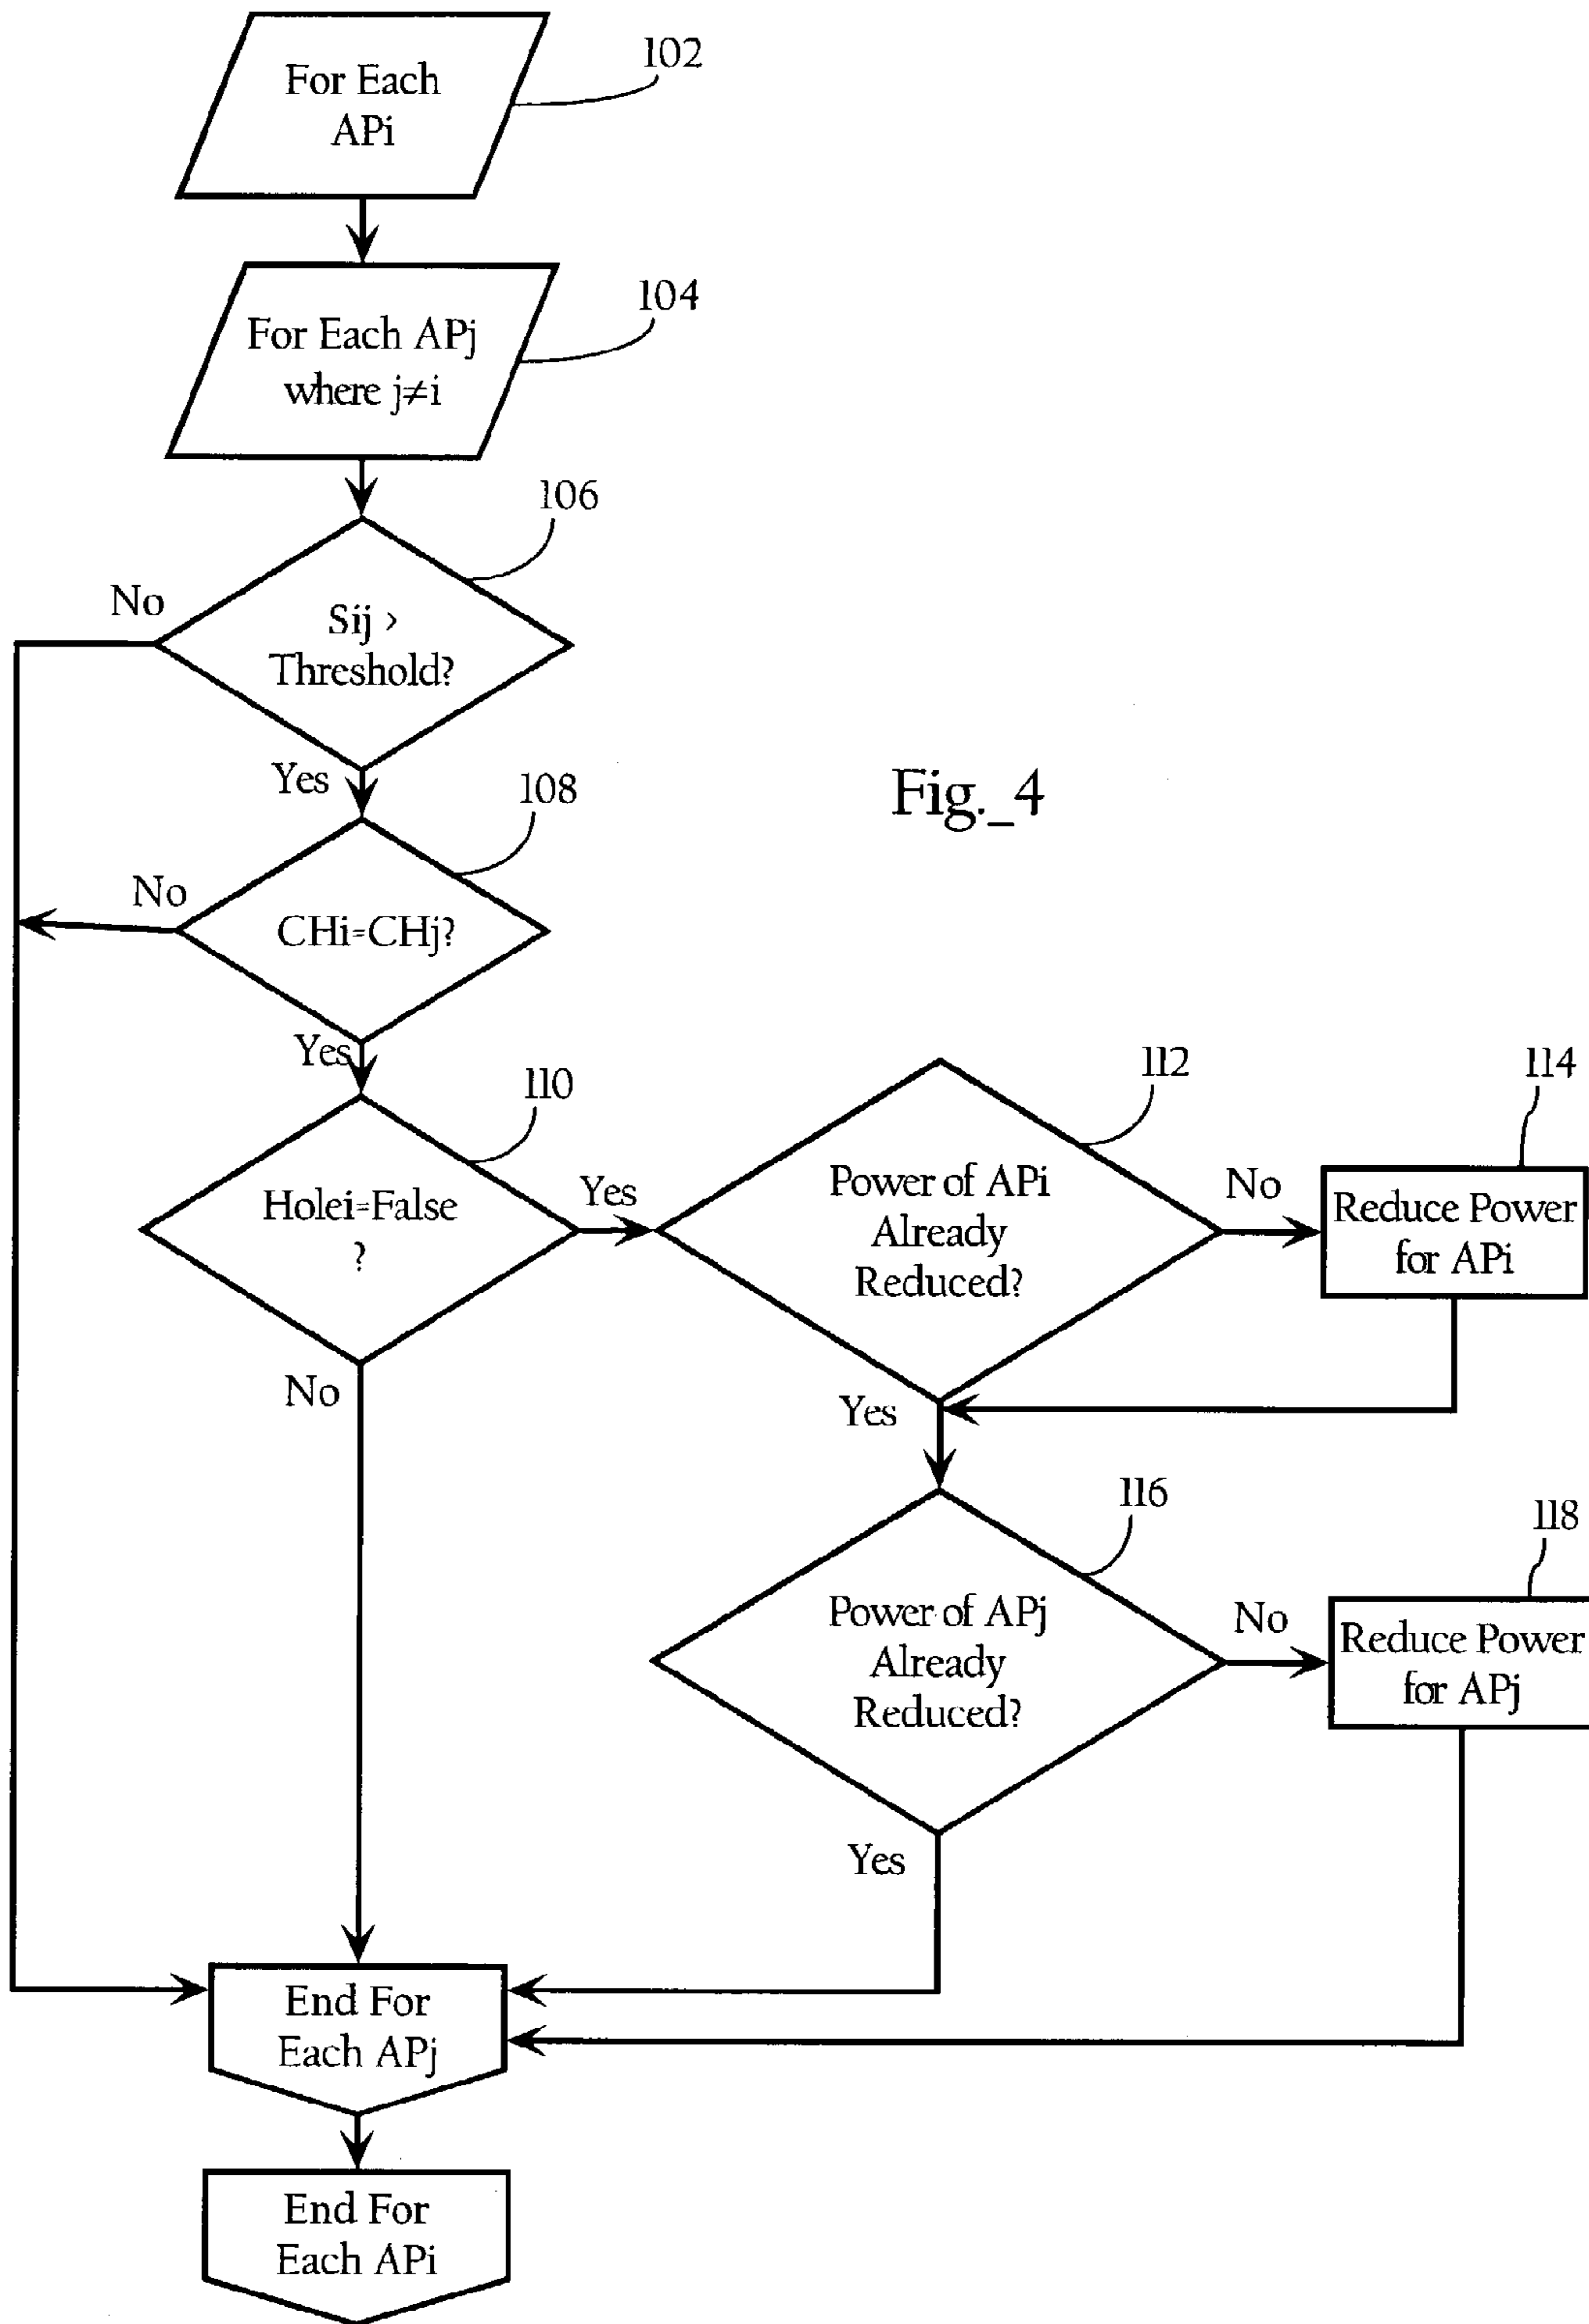 For Each
APi
102
For Each APj
where j≠i
104
106
No
Sij >
Threshold?
Yes
108
Fig._4
No
CHi=CHj?
Yes
110
112
114
Holei=False
?
Yes
Power of APi
Already
Reduced?
No
Reduce Power
for APi
No
Yes
116
118
Power of APj
Already
Reduced?
No
Reduce Power
for APj
Yes
End For
Each APj
End For
Each APi